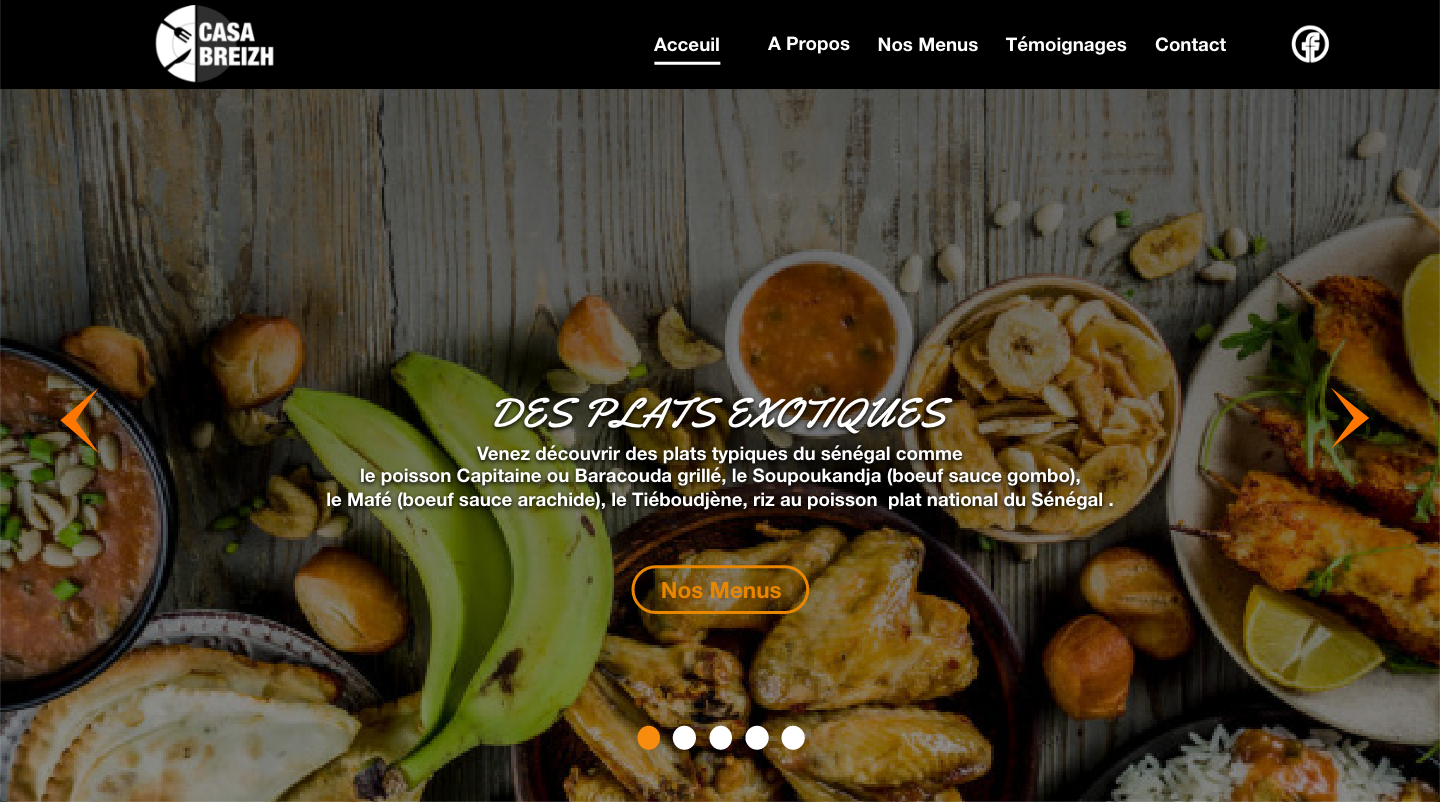 CASA
BREIZH
Acceuil A Propos Nos Menus Témoignages Contact
DES PLATS EXOTIQUES
Venez découvrir des plats typiques du sénégal comme
le poisson Capitaine ou Baracouda grillé, le Soupoukandja (boeuf sauce gombo),
le Mafé (boeuf sauce arachide), le Tiéboudjène, riz au poisson  plat national du Sénégal .
Nos Menus